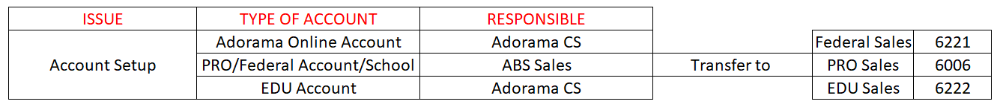 ISSUE TYPE OF ACCOUNT RESPONSIBLE
Adorama Online Account Adorama CS Federal Sales 6221
Account Setup PRO/Federal Account/School ABS Sales Transfer to PRO Sales 6006
EDU Account Adorama CS EDU Sales 6222